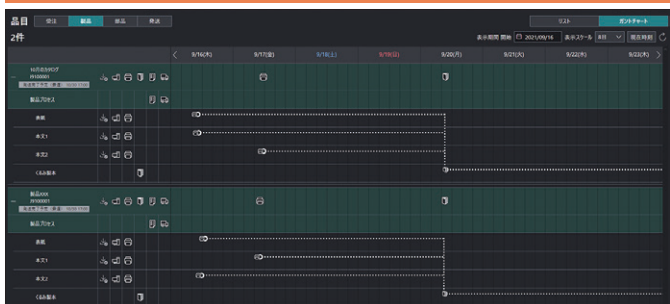 品目 受注 製品 部品 発送
リスト ガントチャート
2件
表示期間 開始 2021/09/16 表示スケール 8日 現在時刻
9/16(木) 9/17(金) 9/18(土) 9/19(日) 9/20(月) 9/21(火) 9/22(水) 9/23(木)
10月号カタログ
製品プロセス
表紙
本文1
本文2
くるみ製本
製品xxx
製品プロセス
表紙
本文1
本文2
くるみ製本